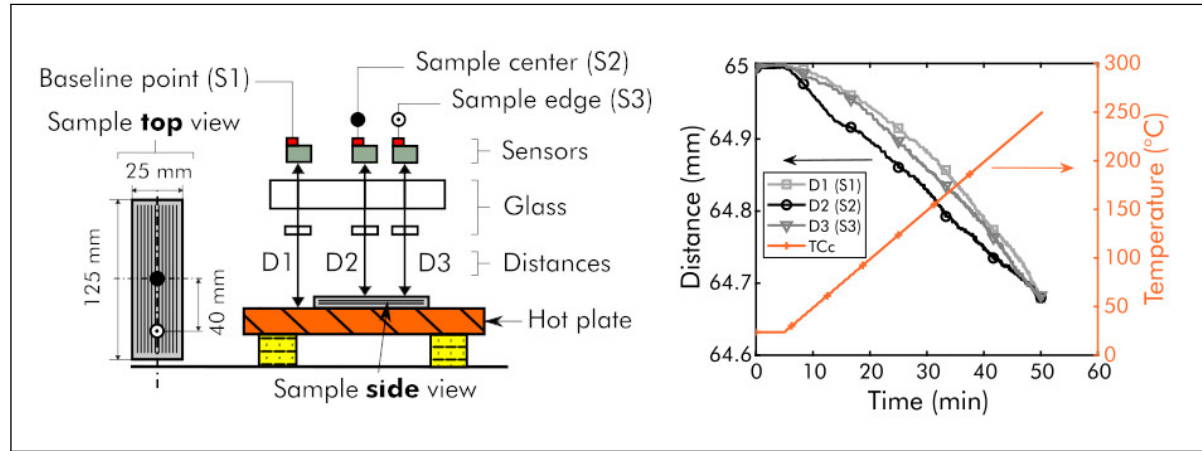 Baseline point (S1)
Sample center (S2)
Sample edge (S3)
Sample top view
25 mm
125 mm
40 mm
i
Sensors
Glass
D1
D2
D3
Distances
Hot plate
Sample side view
Distance (mm)
65
64.9
64.8
64.7
64.6
D1 (S1)
D2 (S2)
D3 (S3)
TCc
0
10
20
30
40
50
60
Time (min)
300
250
200
150
100
50
0
Temperature (°C)